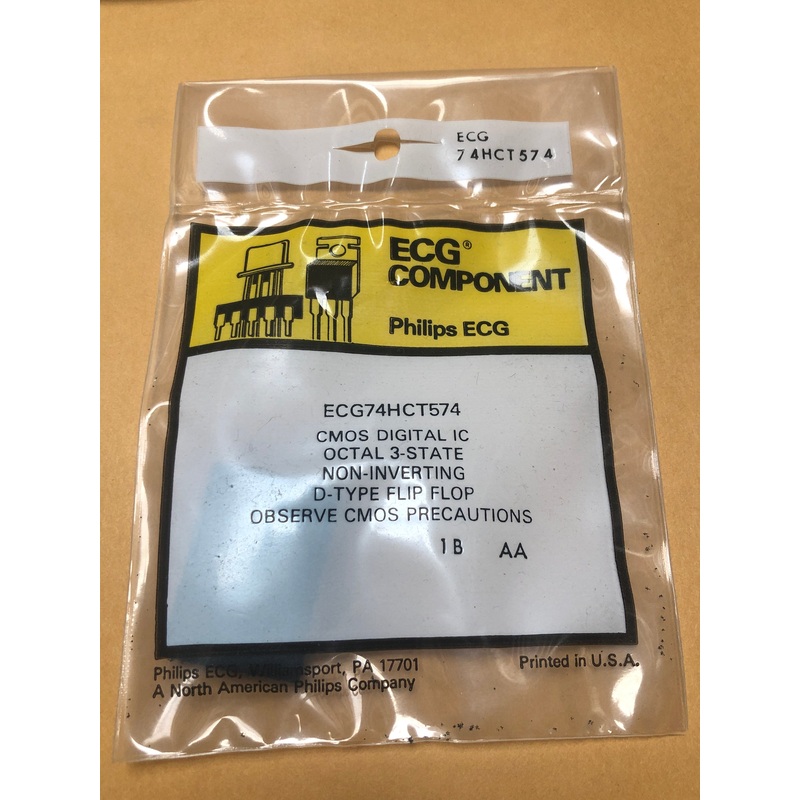 ECG
74HCT574
ECG®
COMPONENT
Philips ECG
ECG74HCT574
CMOS DIGITAL IC
OCTAL 3-STATE
NON-INVERTING
D-TYPE FLIP FLOP
OBSERVE CMOS PRECAUTIONS
1B AA
Philips ECG, Williamsport, PA 17701
A North American Philips Company
Printed in U.S.A.